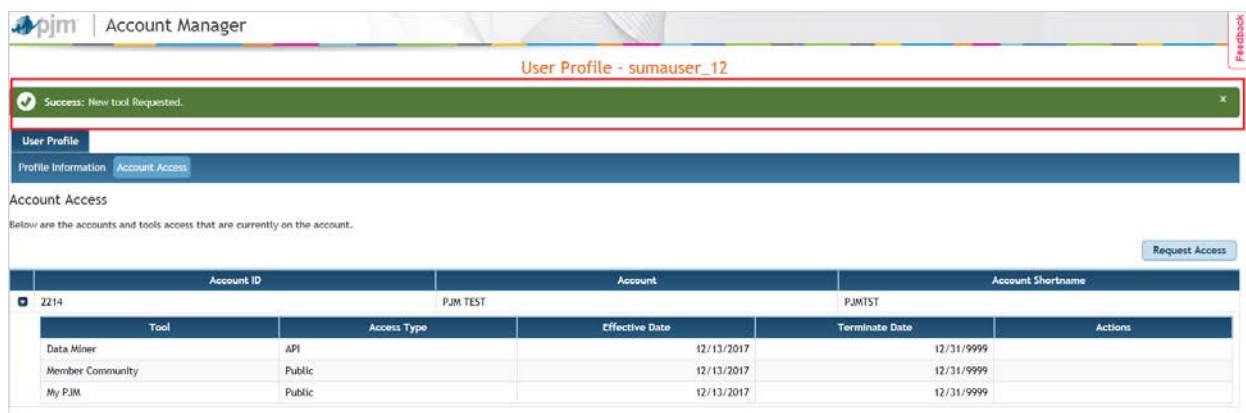 pjm Account Manager
Feedback
User Profile - sumauser_12
Success: New tool Requested. x
User Profile
Profile Information Account Access
Account Access
Below are the accounts and tools access that are currently on the account.
Request Access
Account ID Account Account Shortname
2214 PJM TEST PJMTST
Tool Access Type Effective Date Terminate Date Actions
Data Miner API 12/13/2017 12/31/9999
Member Community Public 12/13/2017 12/31/9999
My PJM Public 12/13/2017 12/31/9999